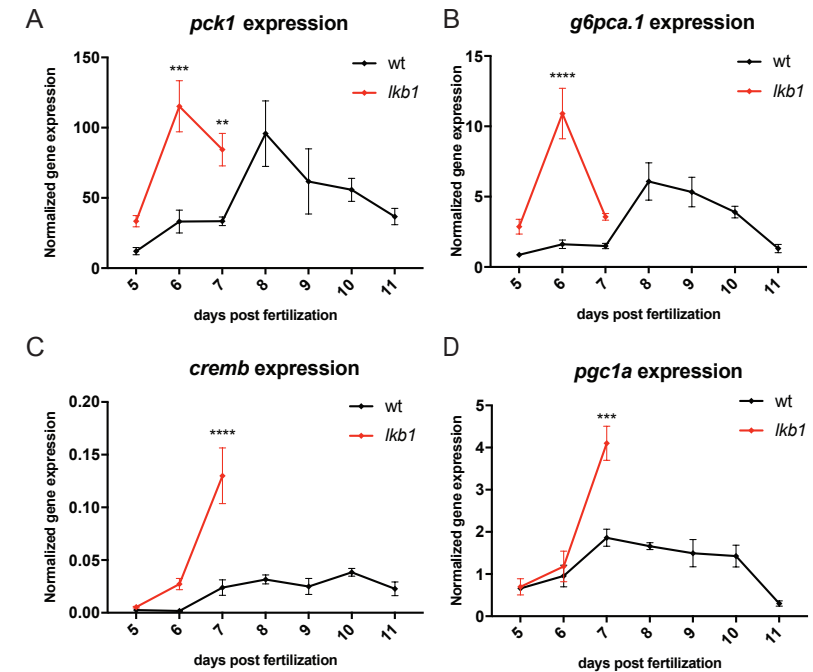 A
pck1 expression
Normalized gene expression
150
100
50
0
***
**
wt
lkb1
5 6 7 8 9 10 11
days post fertilization
B
g6pca.1 expression
Normalized gene expression
15
10
5
0
****
wt
lkb1
5 6 7 8 9 10 11
days post fertilization
C
cremb expression
Normalized gene expression
0.20
0.15
0.10
0.05
0.00
****
wt
lkb1
5 6 7 8 9 10 11
days post fertilization
D
pgc1a expression
Normalized gene expression
5
4
3
2
1
0
***
wt
lkb1
5 6 7 8 9 10 11
days post fertilization